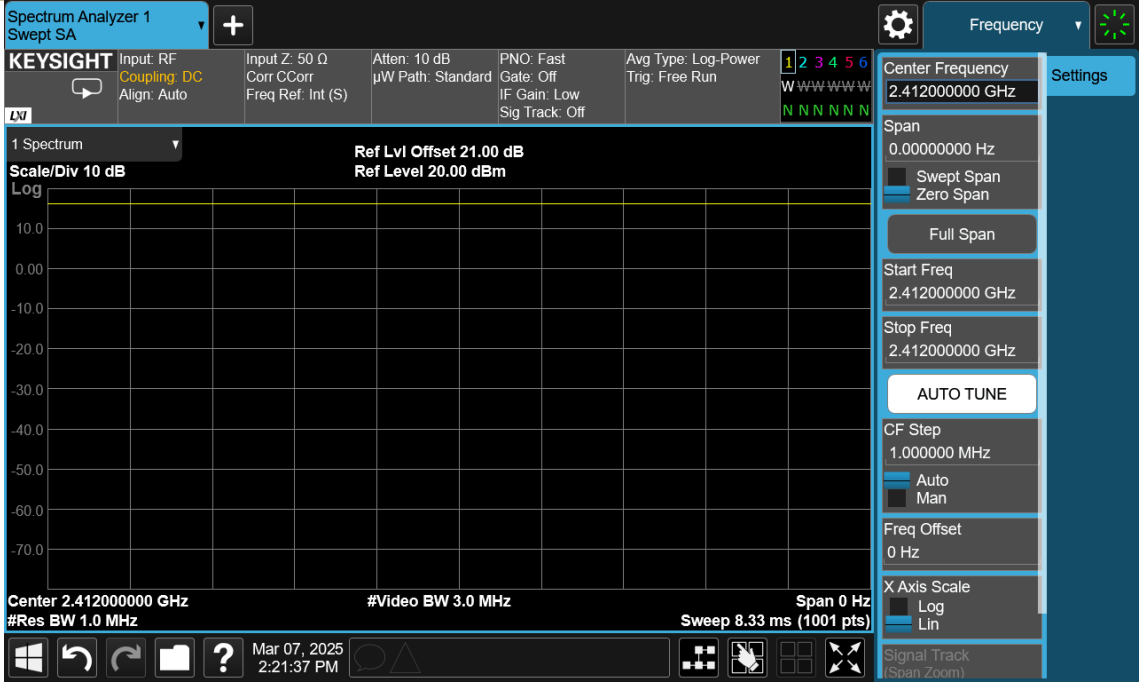 Spectrum Analyzer 1
Swept SA
Frequency
KEYSIGHT
LXI
Input: RF
Coupling: DC
Align: Auto
Input Z: 50 Ω
Corr CCorr
Freq Ref: Int (S)
Atten: 10 dB
µW Path: Standard
PNO: Fast
Gate: Off
IF Gain: Low
Sig Track: Off
Avg Type: Log-Power
Trig: Free Run
1 2 3 4 5 6
W W W W W W
N N N N N N
1 Spectrum
Scale/Div 10 dB
Log
Ref Lvl Offset 21.00 dB
Ref Level 20.00 dBm
10.0
0.00
-10.0
-20.0
-30.0
-40.0
-50.0
-60.0
-70.0
Center 2.412000000 GHz
#Res BW 1.0 MHz
#Video BW 3.0 MHz
Span 0 Hz
Sweep 8.33 ms (1001 pts)
?
Mar 07, 2025
2:21:37 PM
Center Frequency
2.412000000 GHz
Settings
Span
0.00000000 Hz
Swept Span
Zero Span
Full Span
Start Freq
2.412000000 GHz
Stop Freq
2.412000000 GHz
AUTO TUNE
CF Step
1.000000 MHz
Auto
Man
Freq Offset
0 Hz
X Axis Scale
Log
Lin
Signal Track
(Span Zoom)